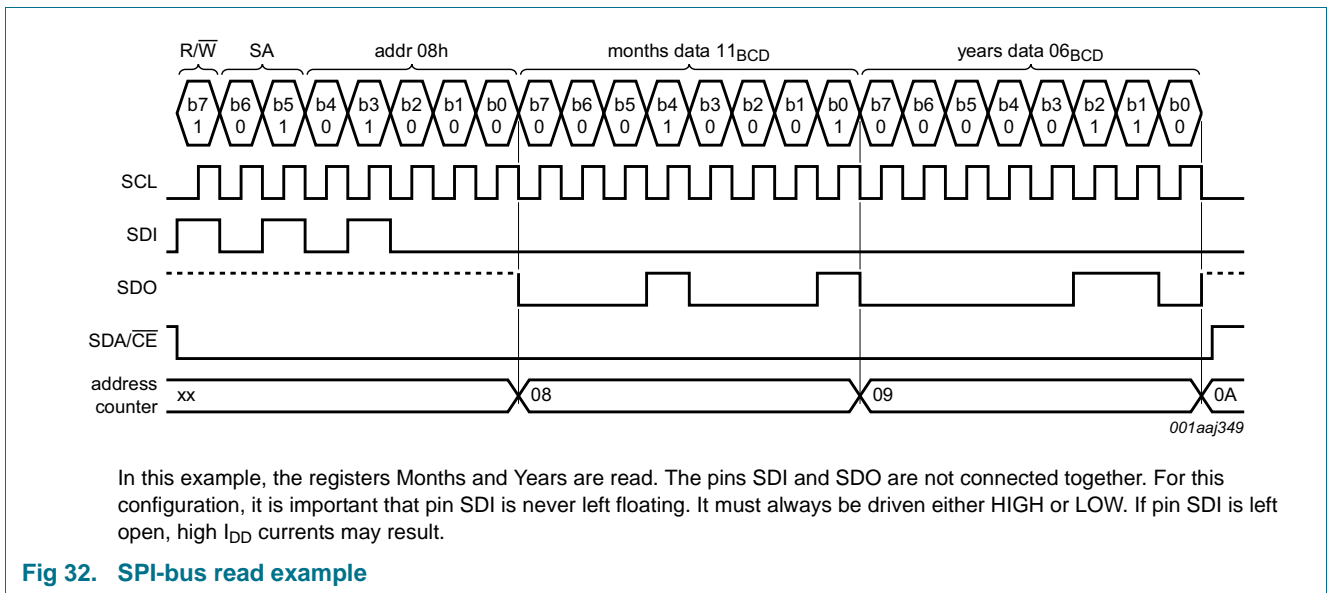 R/W SA addr 08h months data 11BCD years data 06BCD
b7 b6 b5 b4 b3 b2 b1 b0 b7 b6 b5 b4 b3 b2 b1 b0 b7 b6 b5 b4 b3 b2 b1 b0
1 0 1 0 1 0 0 0 0 0 0 1 0 0 0 1 0 0 0 0 0 1 1 0
SCL
SDI
SDO
SDA/CE
address
counter
xx 08 09 0A
001aaj349
In this example, the registers Months and Years are read. The pins SDI and SDO are not connected together. For this
configuration, it is important that pin SDI is never left floating. It must always be driven either HIGH or LOW. If pin SDI is left
open, high IDD currents may result.
Fig 32. SPI-bus read example